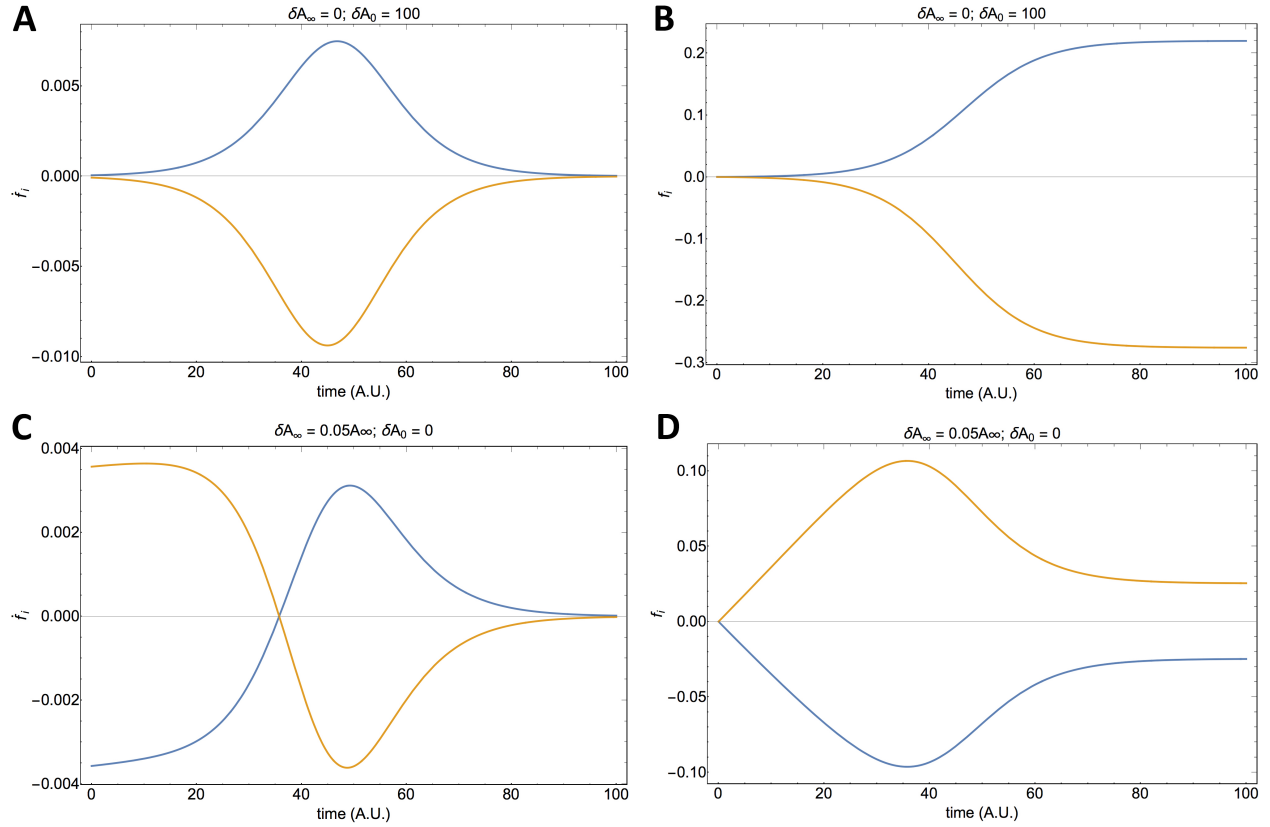 A
δA∞ = 0; δA0 = 100
0.005
0.000
−0.005
−0.010
ḟi
0 20 40 60 80 100
time (A.U.)
B
δA∞ = 0; δA0 = 100
0.2
0.1
0.0
−0.1
−0.2
−0.3
fi
0 20 40 60 80 100
time (A.U.)
C
δA∞ = 0.05A∞; δA0 = 0
0.004
0.002
0.000
−0.002
−0.004
ḟi
0 20 40 60 80 100
time (A.U.)
D
δA∞ = 0.05A∞; δA0 = 0
0.10
0.05
0.00
−0.05
−0.10
fi
0 20 40 60 80 100
time (A.U.)